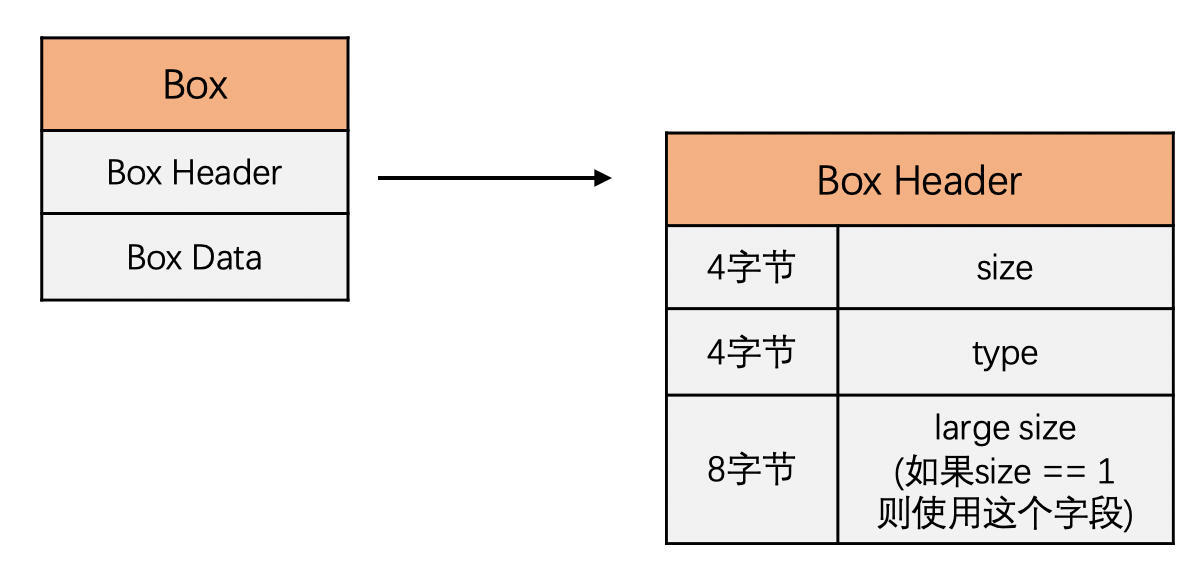 Box
Box Header
Box Data
Box Header
4字节
size
4字节
type
8字节
large size
(如果size == 1
则使用这个字段)